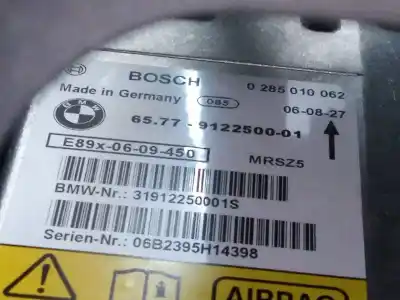 BOSCH 0 285 010 062
Made in Germany 085 06-08-27
BMW 65.77 - 9122500-01
E89x-06-09-450 MRSZ5
BMW-Nr.: 31912250001S
Serien-Nr.: 06B2395H14398
AIRBAG